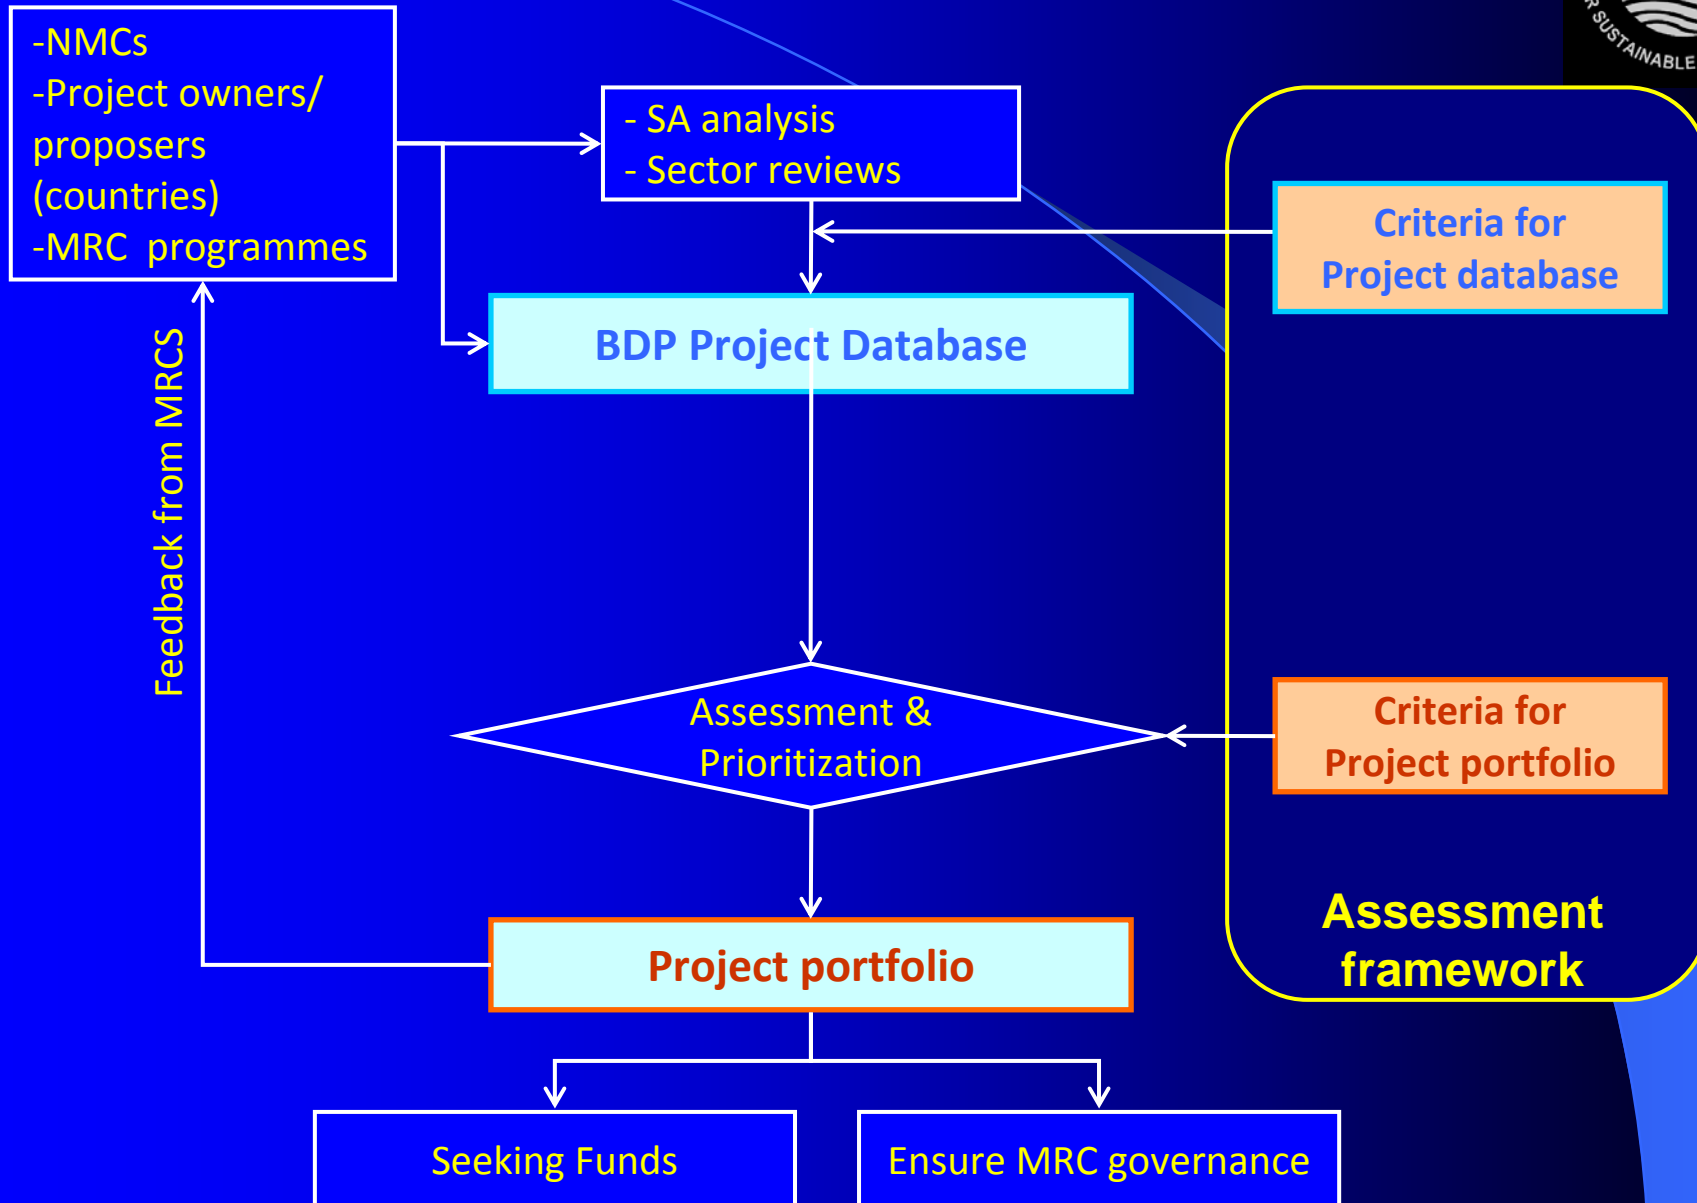 -NMCs
-Project owners/
proposers
(countries)
-MRC programmes
- SA analysis
- Sector reviews
R SUSTAINABLE
Criteria for
Project database
BDP Project Database
Feedback from MRCS
Assessment &
Prioritization
Criteria for
Project portfolio
Assessment
framework
Project portfolio
Seeking Funds
Ensure MRC governance